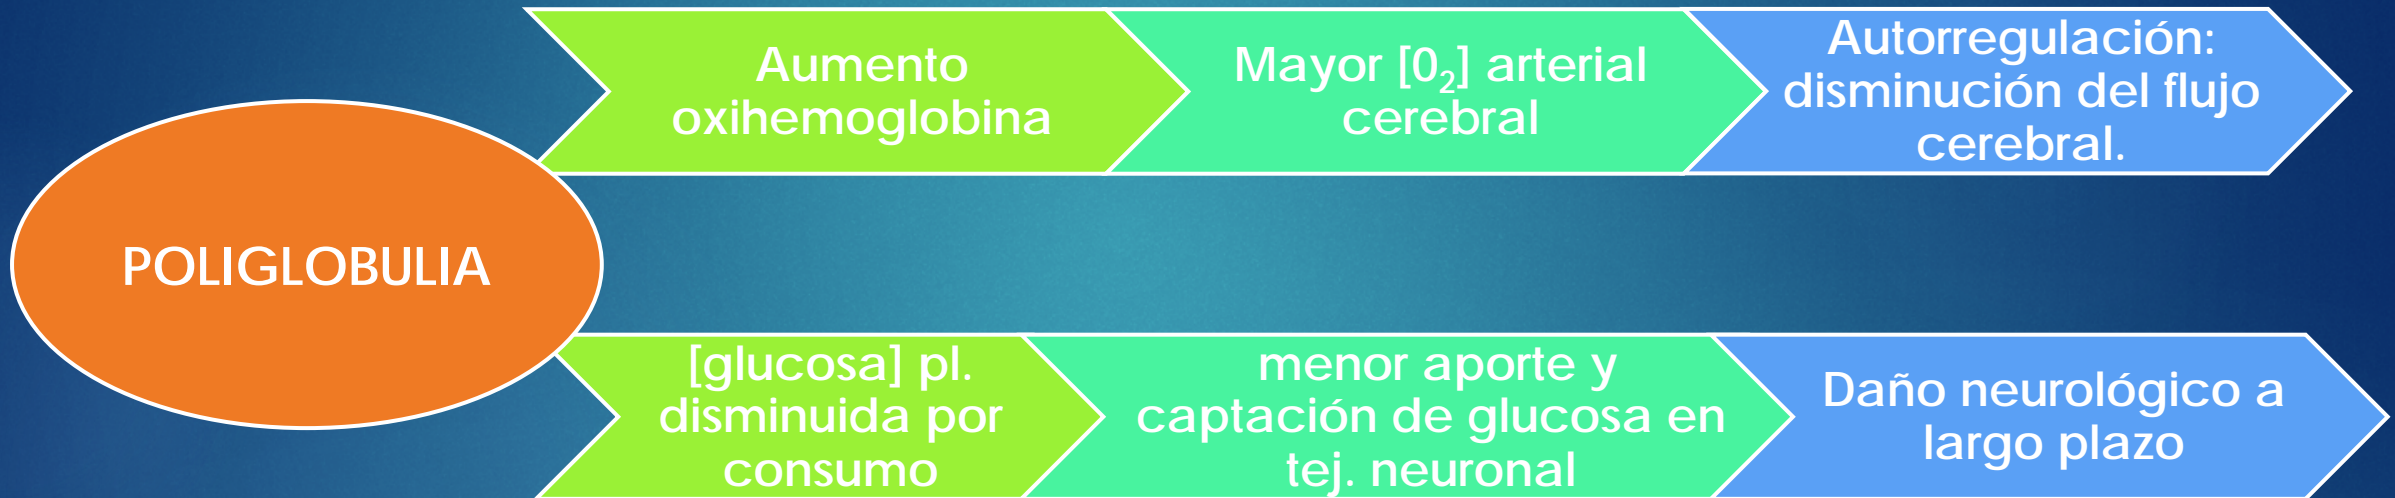 Aumento
oxihemoglobina
Mayor [0₂] arterial
cerebral
Autorregulación:
disminución del flujo
cerebral.
POLIGLOBULIA
[glucosa] pl.
disminuida por
consumo
menor aporte y
captación de glucosa en
tej. neuronal
Daño neurológico a
largo plazo